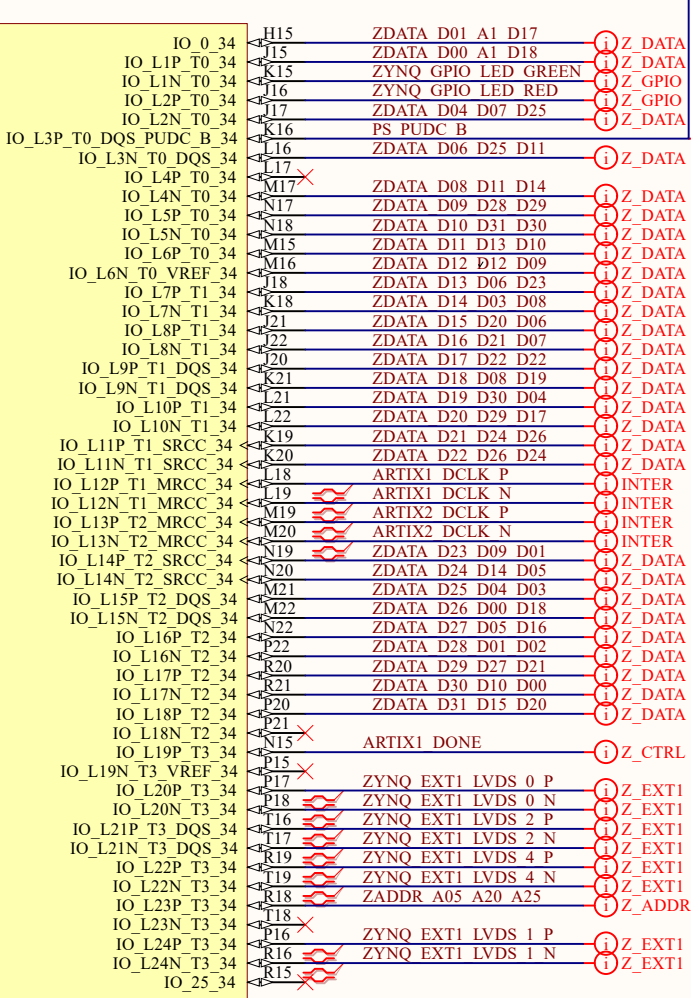 IO_0_34 H15 ZDATA_D01_A1_D17 Z_DATA
IO_L1P_T0_34 J15 ZDATA_D00_A1_D18 Z_DATA
IO_L1N_T0_34 K15 ZYNQ_GPIO_LED_GREEN Z_GPIO
IO_L2P_T0_34 J16 ZYNQ_GPIO_LED_RED Z_GPIO
IO_L2N_T0_34 J17 ZDATA_D04_D07_D25 Z_DATA
IO_L3P_T0_DQS_PUDC_B_34 K16 PS_PUDC_B
IO_L3N_T0_DQS_34 L16 ZDATA_D06_D25_D11 Z_DATA
IO_L4P_T0_34 L17
IO_L4N_T0_34 M17 ZDATA_D08_D11_D14 Z_DATA
IO_L5P_T0_34 N17 ZDATA_D09_D28_D29 Z_DATA
IO_L5N_T0_34 N18 ZDATA_D10_D31_D30 Z_DATA
IO_L6P_T0_34 M15 ZDATA_D11_D13_D10 Z_DATA
IO_L6N_T0_VREF_34 M16 ZDATA_D12_D12_D09 Z_DATA
IO_L7P_T1_34 J18 ZDATA_D13_D06_D23 Z_DATA
IO_L7N_T1_34 K18 ZDATA_D14_D03_D08 Z_DATA
IO_L8P_T1_34 J21 ZDATA_D15_D20_D06 Z_DATA
IO_L8N_T1_34 J22 ZDATA_D16_D21_D07 Z_DATA
IO_L9P_T1_DQS_34 J20 ZDATA_D17_D22_D22 Z_DATA
IO_L9N_T1_DQS_34 K21 ZDATA_D18_D08_D19 Z_DATA
IO_L10P_T1_34 L21 ZDATA_D19_D30_D04 Z_DATA
IO_L10N_T1_34 L22 ZDATA_D20_D29_D17 Z_DATA
IO_L11P_T1_SRCC_34 K19 ZDATA_D21_D24_D26 Z_DATA
IO_L11N_T1_SRCC_34 K20 ZDATA_D22_D26_D24 Z_DATA
IO_L12P_T1_MRCC_34 L18 ARTIX1_DCLK_P INTER
IO_L12N_T1_MRCC_34 L19 ARTIX1_DCLK_N INTER
IO_L13P_T2_MRCC_34 M19 ARTIX2_DCLK_P INTER
IO_L13N_T2_MRCC_34 M20 ARTIX2_DCLK_N INTER
IO_L14P_T2_SRCC_34 N19 ZDATA_D23_D09_D01 Z_DATA
IO_L14N_T2_SRCC_34 N20 ZDATA_D24_D14_D05 Z_DATA
IO_L15P_T2_DQS_34 M21 ZDATA_D25_D04_D03 Z_DATA
IO_L15N_T2_DQS_34 M22 ZDATA_D26_D00_D18 Z_DATA
IO_L16P_T2_34 N22 ZDATA_D27_D05_D16 Z_DATA
IO_L16N_T2_34 P22 ZDATA_D28_D01_D02 Z_DATA
IO_L17P_T2_34 R20 ZDATA_D29_D27_D21 Z_DATA
IO_L17N_T2_34 R21 ZDATA_D30_D10_D00 Z_DATA
IO_L18P_T2_34 P20 ZDATA_D31_D15_D20 Z_DATA
IO_L18N_T2_34 P21
IO_L19P_T3_34 N15 ARTIX1_DONE Z_CTRL
IO_L19N_T3_VREF_34 P15
IO_L20P_T3_34 P17 ZYNQ_EXT1_LVDS_0_P Z_EXT1
IO_L20N_T3_34 P18 ZYNQ_EXT1_LVDS_0_N Z_EXT1
IO_L21P_T3_DQS_34 T16 ZYNQ_EXT1_LVDS_2_P Z_EXT1
IO_L21N_T3_DQS_34 T17 ZYNQ_EXT1_LVDS_2_N Z_EXT1
IO_L22P_T3_34 R19 ZYNQ_EXT1_LVDS_4_P Z_EXT1
IO_L22N_T3_34 T19 ZYNQ_EXT1_LVDS_4_N Z_EXT1
IO_L23P_T3_34 R18 ZADDR_A05_A20_A25 Z_ADDR
IO_L23N_T3_34 T18
IO_L24P_T3_34 P16 ZYNQ_EXT1_LVDS_1_P Z_EXT1
IO_L24N_T3_34 R16 ZYNQ_EXT1_LVDS_1_N Z_EXT1
IO_25_34 R15